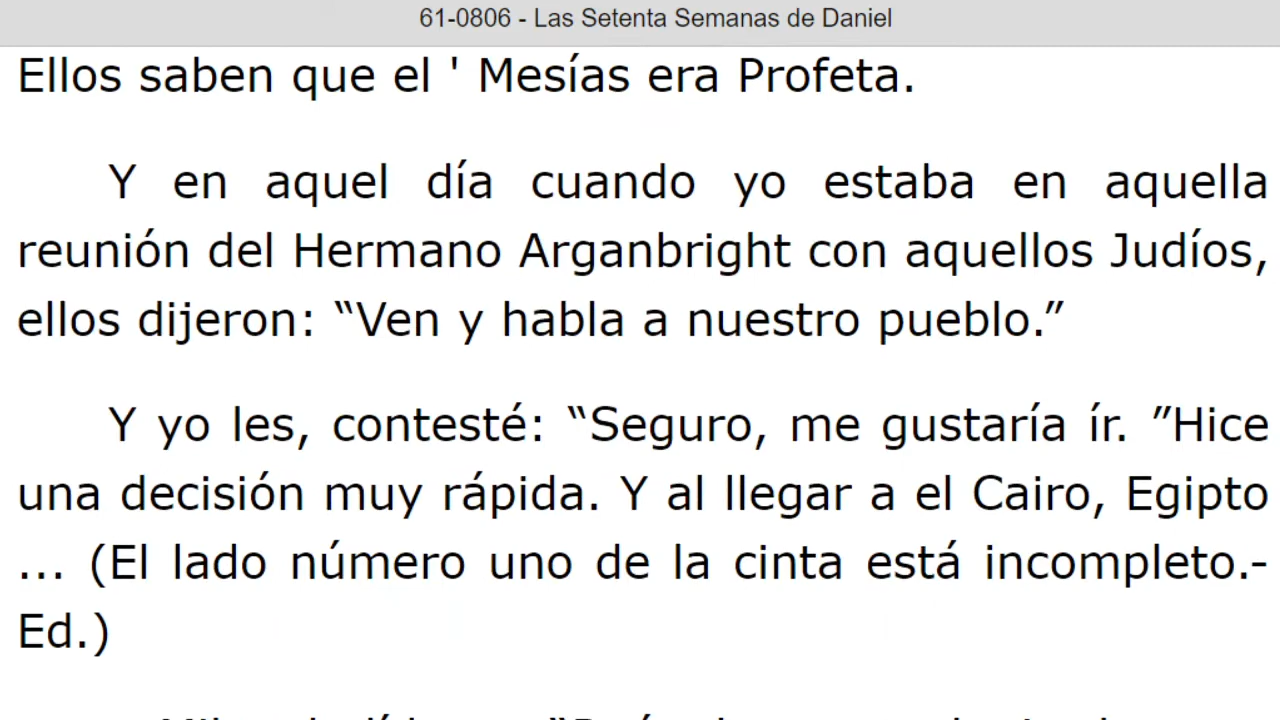 61-0806 - Las Setenta Semanas de Daniel
Ellos saben que el ' Mesías era Profeta.
Y en aquel día cuando yo estaba en aquella
reunión del Hermano Arganbright con aquellos Judíos,
ellos dijeron: “Ven y habla a nuestro pueblo.”
Y yo les, contesté: “Seguro, me gustaría ír. ”Hice
una decisión muy rápida. Y al llegar a el Cairo, Egipto
... (El lado número uno de la cinta está incompleto.-
Ed.)